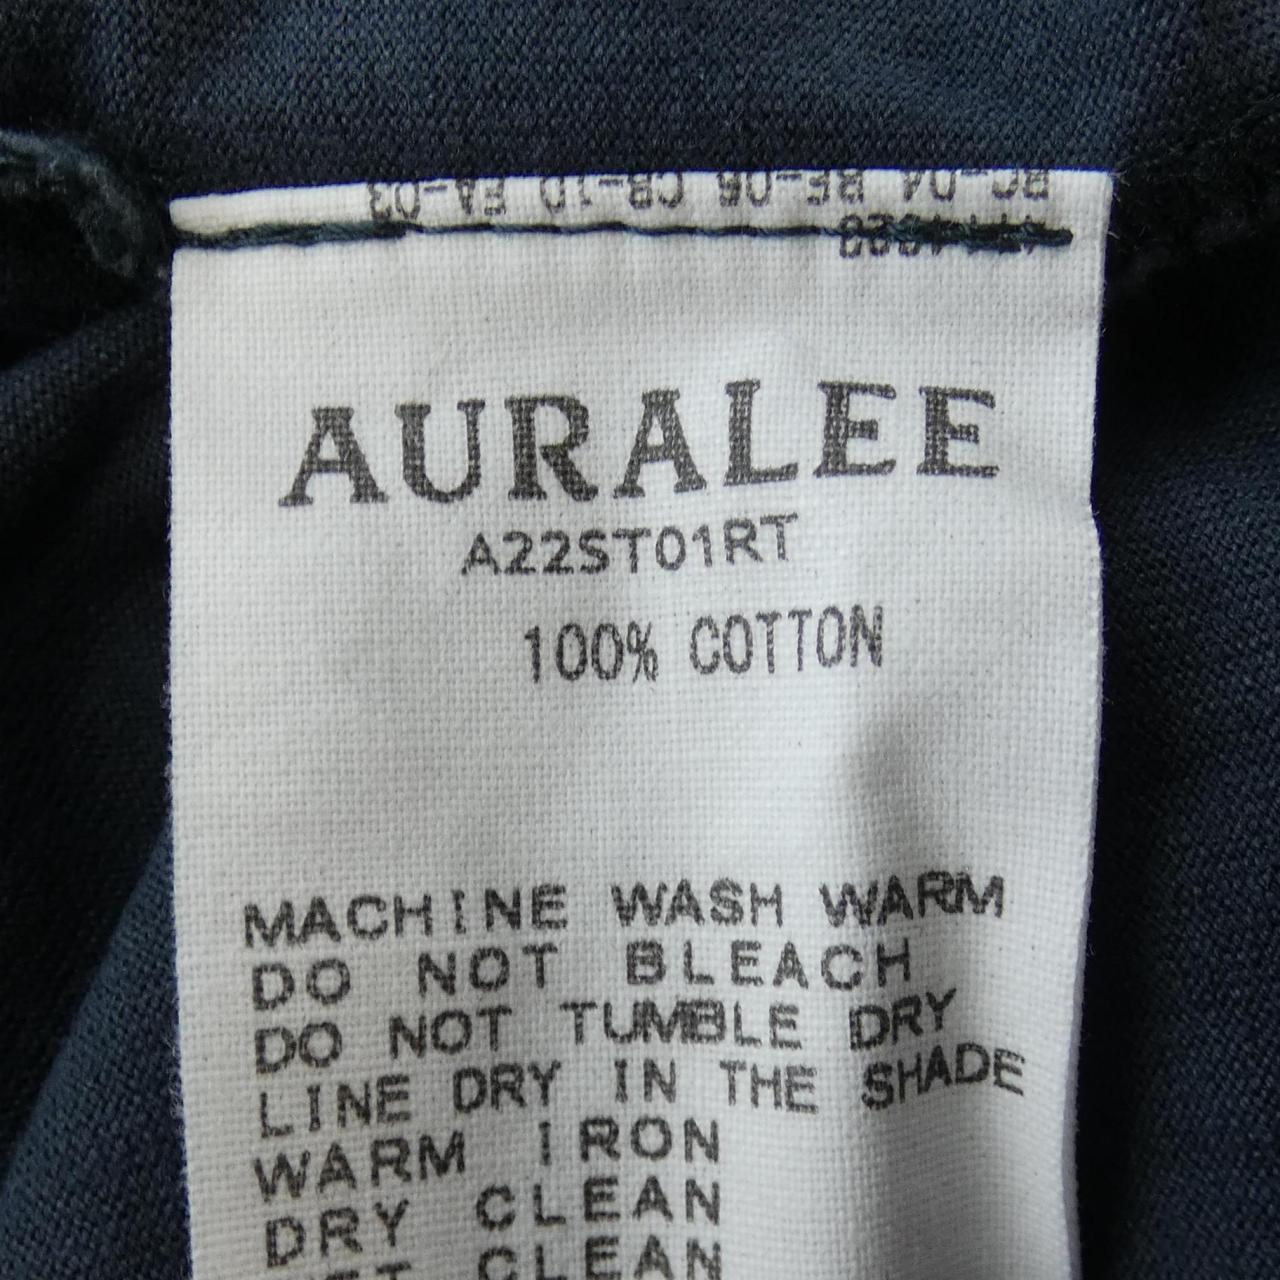 AURALEE
A22ST01RT
100% COTTON
MACHINE WASH WARM
DO NOT BLEACH
DO NOT TUMBLE DRY
LINE DRY IN THE SHADE
WARM IRON
DRY CLEAN
CLEAN